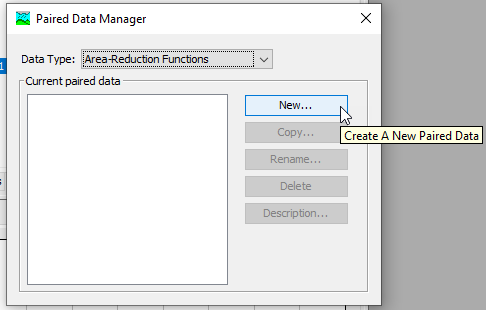 Paired Data Manager
Data Type: Area-Reduction Functions
Current paired data
New...
Copy...
Create A New Paired Data
Rename...
Delete
Description...